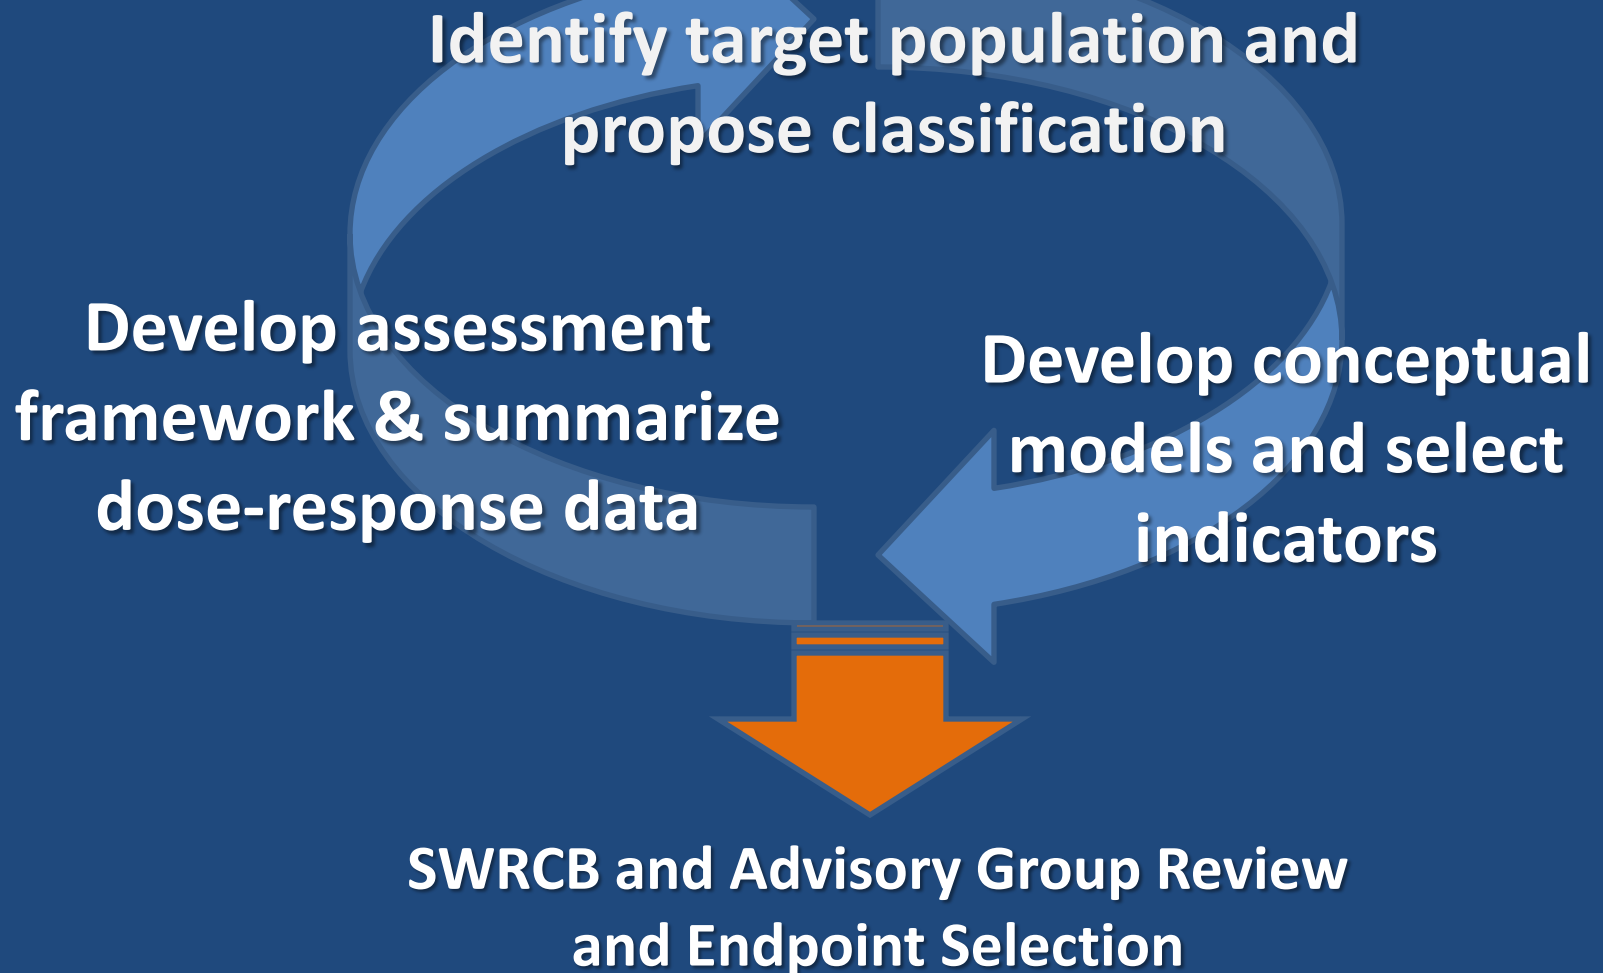 Identify target population and
propose classification
Develop assessment
framework & summarize
dose-response data
Develop conceptual
models and select
indicators
SWRCB and Advisory Group Review
and Endpoint Selection